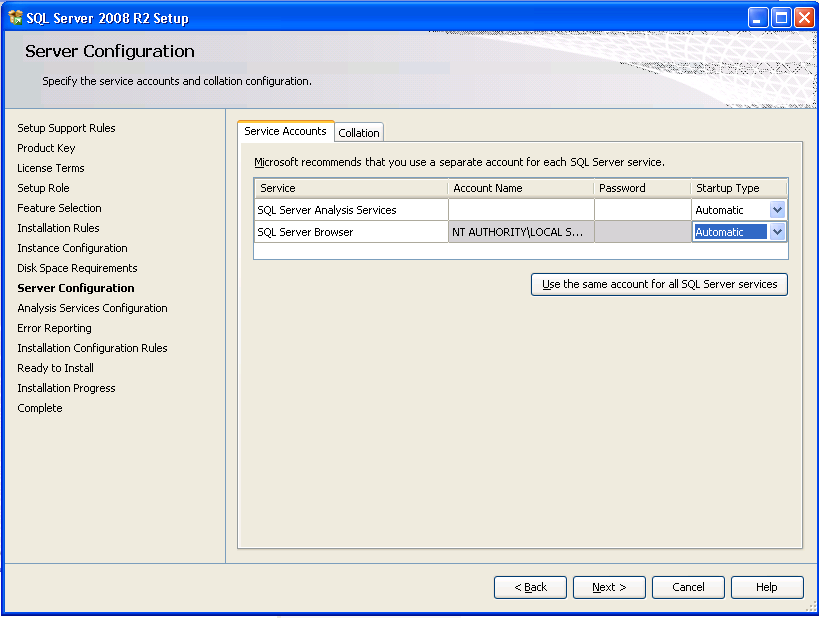 SQL Server 2008 R2 Setup
Server Configuration
Specify the service accounts and collation configuration.
Setup Support Rules
Product Key
License Terms
Setup Role
Feature Selection
Installation Rules
Instance Configuration
Disk Space Requirements
Server Configuration
Analysis Services Configuration
Error Reporting
Installation Configuration Rules
Ready to Install
Installation Progress
Complete
Service Accounts Collation
Microsoft recommends that you use a separate account for each SQL Server service.
Service Account Name Password Startup Type
SQL Server Analysis Services Automatic
SQL Server Browser NT AUTHORITY\LOCAL S... Automatic
Use the same account for all SQL Server services
< Back Next > Cancel Help